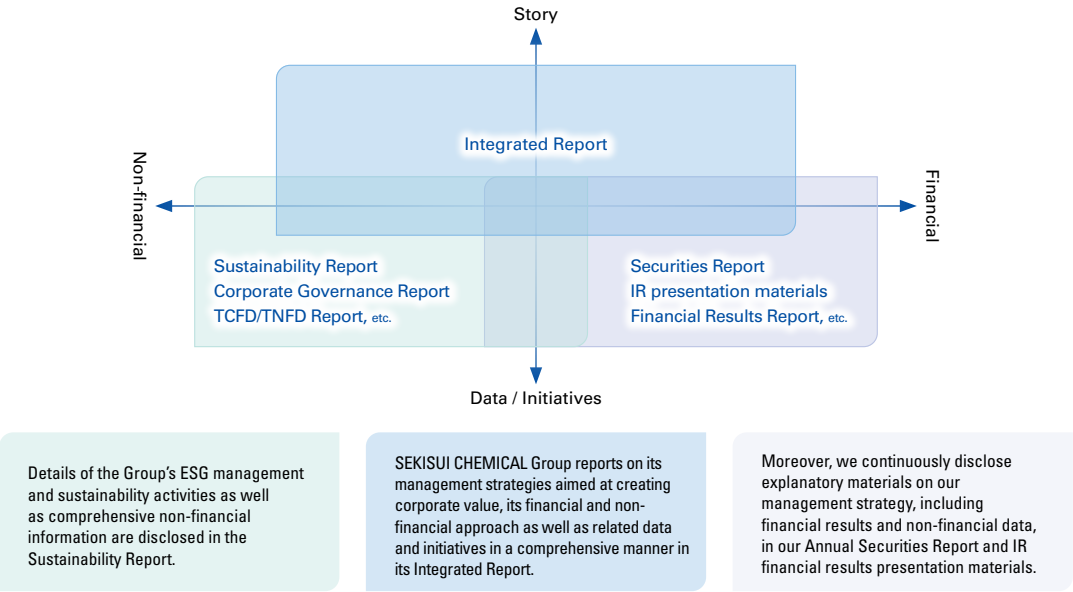 Story
Integrated Report
Non-financial
Financial
Sustainability Report
Corporate Governance Report
TCFD/TNFD Report, etc.
Securities Report
IR presentation materials
Financial Results Report, etc.
Data / Initiatives
Details of the Group's ESG management
and sustainability activities as well
as comprehensive non-financial
information are disclosed in the
Sustainability Report.
SEKISUI CHEMICAL Group reports on its
management strategies aimed at creating
corporate value, its financial and non-
financial approach as well as related data
and initiatives in a comprehensive manner in
its Integrated Report.
Moreover, we continuously disclose
explanatory materials on our
management strategy, including
financial results and non-financial data,
in our Annual Securities Report and IR
financial results presentation materials.